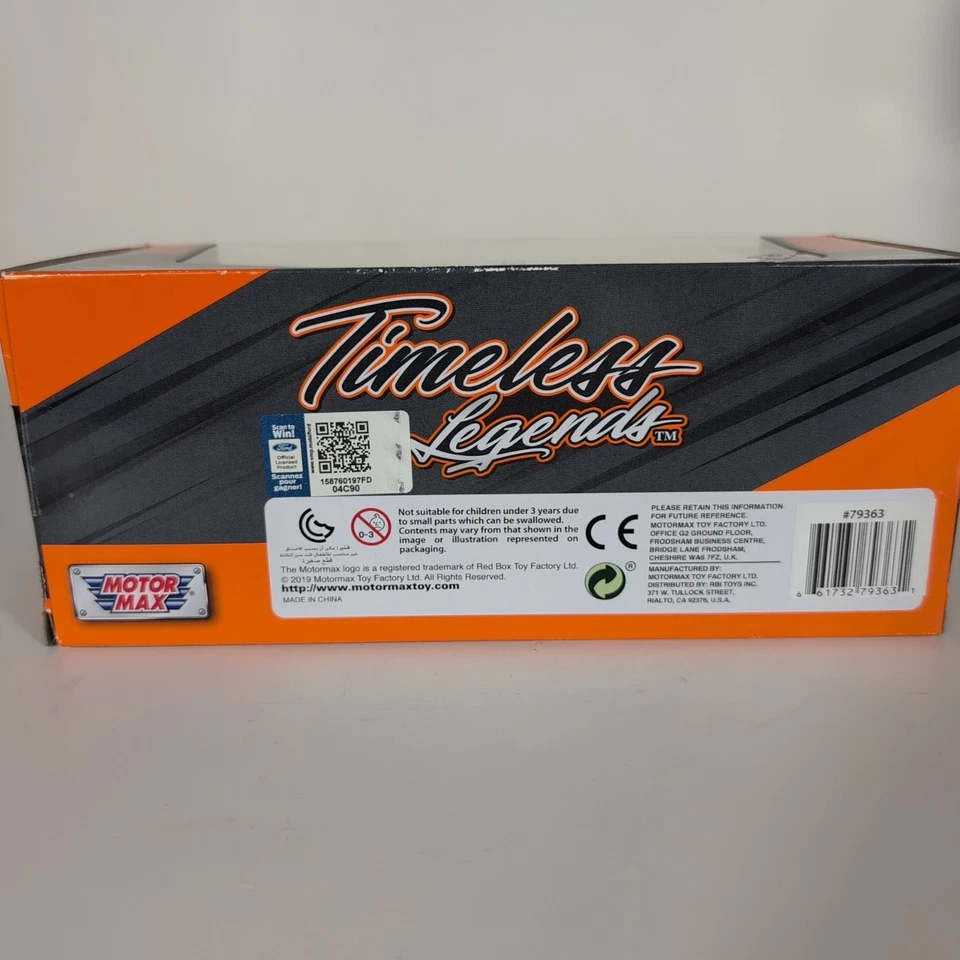 Timeless
Legends™
Scan to
Win!
Ford
Official
Licensed
Product
Scannez
pour
gagner!
158760197FD
04C90
0-3
Not suitable for children under 3 years due
to small parts which can be swallowed.
Contents may vary from that shown in the
image or illustration represented on
packaging.
The Motormax logo is a registered trademark of Red Box Toy Factory Ltd.
© 2019 Motormax Toy Factory Ltd. All Rights Reserved.
http://www.motormaxtoy.com
MADE IN CHINA
CE
®
PLEASE RETAIN THIS INFORMATION
FOR FUTURE REFERENCE.
MOTORMAX TOY FACTORY LTD.
OFFICE G2 GROUND FLOOR,
FRODSHAM BUSINESS CENTRE,
BRIDGE LANE FRODSHAM,
CHESHIRE WA6 7FZ, U.K.
MANUFACTURED BY:
MOTORMAX TOY FACTORY LTD.
DISTRIBUTED BY: RBI TOYS INC.
371 W. TULLOCK STREET,
RIALTO, CA 92376, U.S.A.
#79363
6 61732 79363 1
MOTOR
MAX®